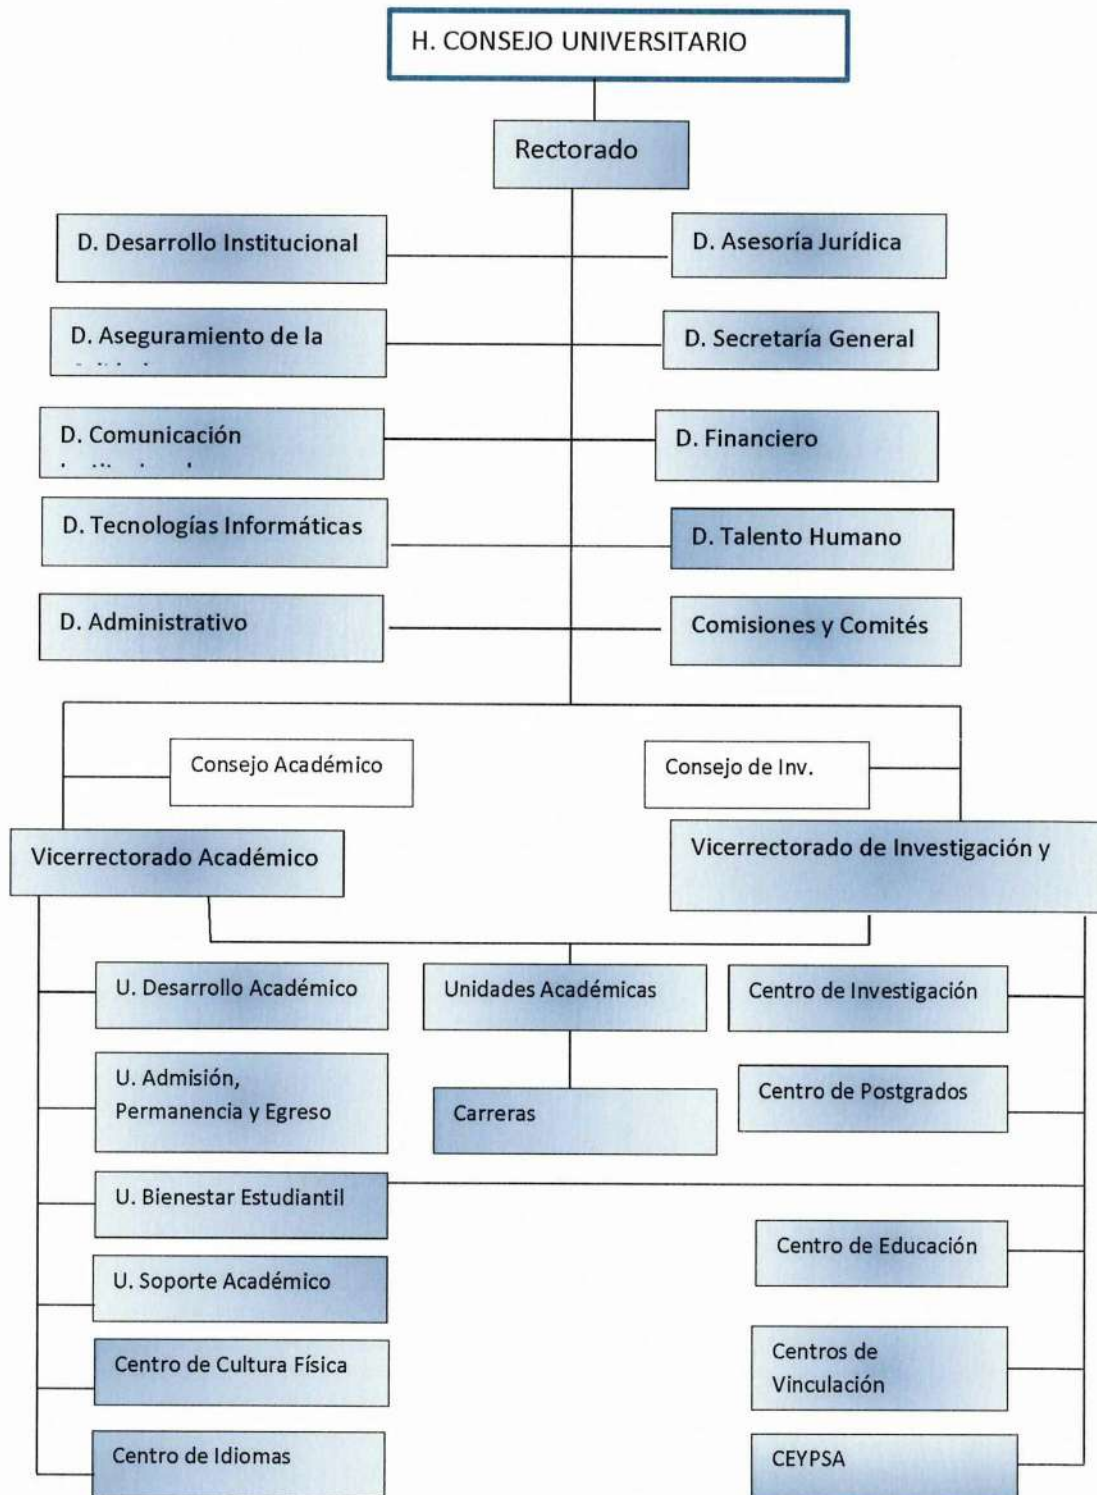 H. CONSEJO UNIVERSITARIO
Rectorado
D. Desarrollo Institucional
D. Asesoría Jurídica
D. Aseguramiento de la
D. Secretaría General
D. Comunicación
D. Financiero
D. Tecnologías Informáticas
D. Talento Humano
D. Administrativo
Comisiones y Comités
Consejo Académico
Consejo de Inv.
Vicerrectorado Académico
Vicerrectorado de Investigación y
U. Desarrollo Académico
Unidades Académicas
Centro de Investigación
U. Admisión,
Permanencia y Egreso
Carreras
Centro de Postgrados
U. Bienestar Estudiantil
Centro de Educación
U. Soporte Académico
Centro de Cultura Física
Centros de
Vinculación
Centro de Idiomas
CEYPSA